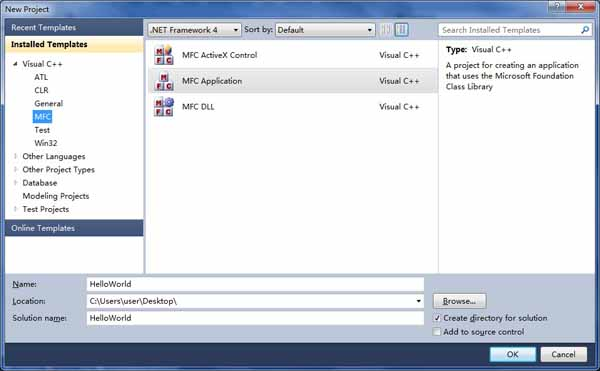 New Project
Recent Templates
.NET Framework 4 Sort by: Default
Search Installed Templates
Installed Templates
Visual C++
ATL
CLR
General
MFC
Test
Win32
Other Languages
Other Project Types
Database
Modeling Projects
Test Projects
Online Templates
MFC ActiveX Control Visual C++
MFC Application Visual C++
MFC DLL Visual C++
Type: Visual C++
A project for creating an application
that uses the Microsoft Foundation
Class Library
Name: HelloWorld
Location: C:\Users\user\Desktop\ Browse...
Solution name: HelloWorld
Create directory for solution
Add to source control
OK Cancel